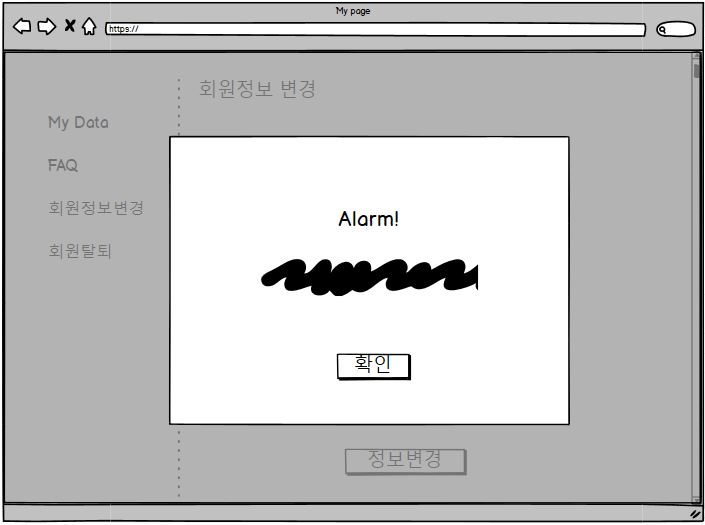 My page
https://
회원정보 변경
My Data
FAQ
회원정보변경
회원탈퇴
Alarm!
확인
정보변경